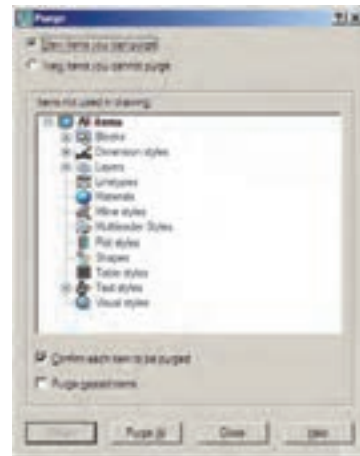 Purge
View items you can purge
View items you cannot purge
Items not used in drawing
All items
Blocks
Dimension styles
Layers
Linetypes
Materials
Mline styles
Multileader Styles
Plot styles
Shapes
Table styles
Text styles
Visual styles
Confirm each item to be purged
Purge nested items
Purge All
Close
Help